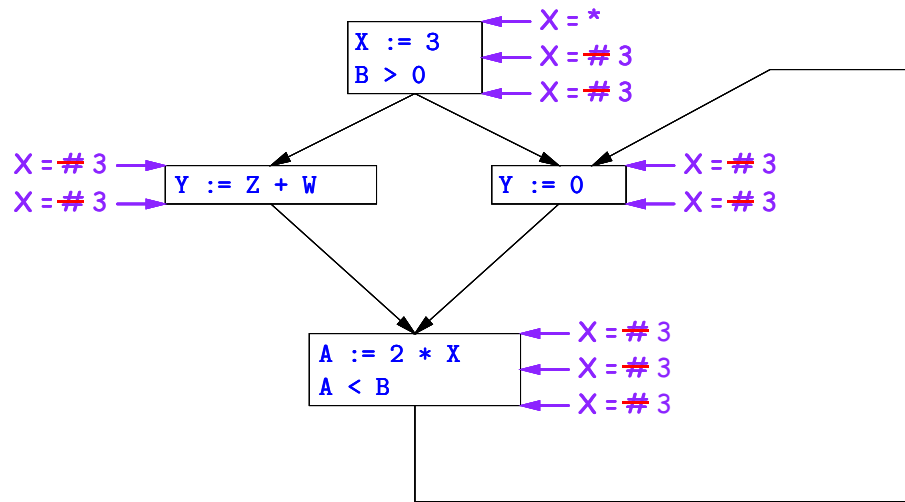 X = *
X := 3
X = # 3
B > 0
X = # 3
X = # 3
Y := Z + W
X = # 3
Y := 0
X = # 3
X = # 3
A := 2 * X
X = # 3
X = # 3
A < B
X = # 3